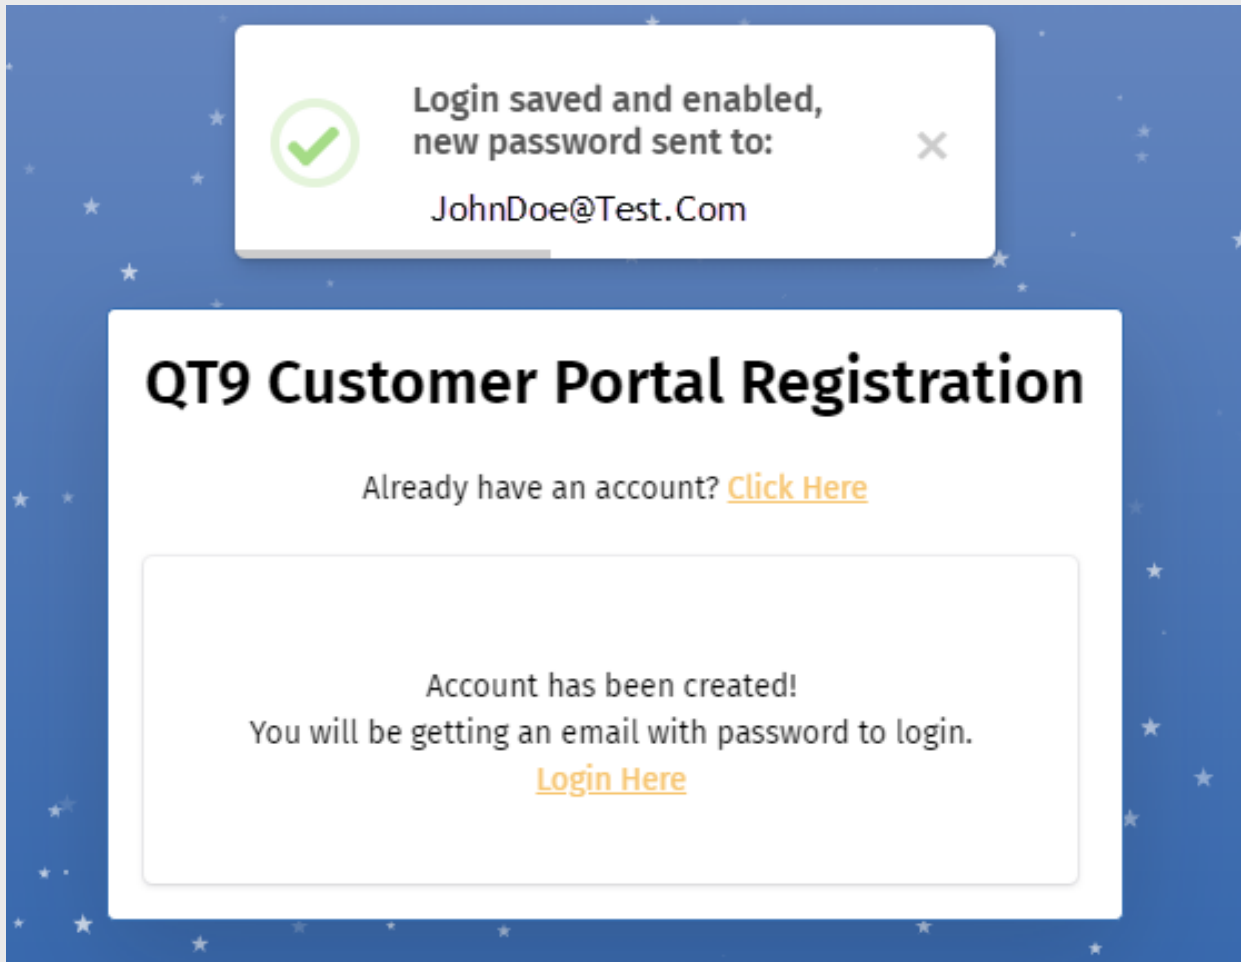 Login saved and enabled,
new password sent to:
JohnDoe@Test.Com
QT9 Customer Portal Registration
Already have an account? Click Here
Account has been created!
You will be getting an email with password to login.
Login Here